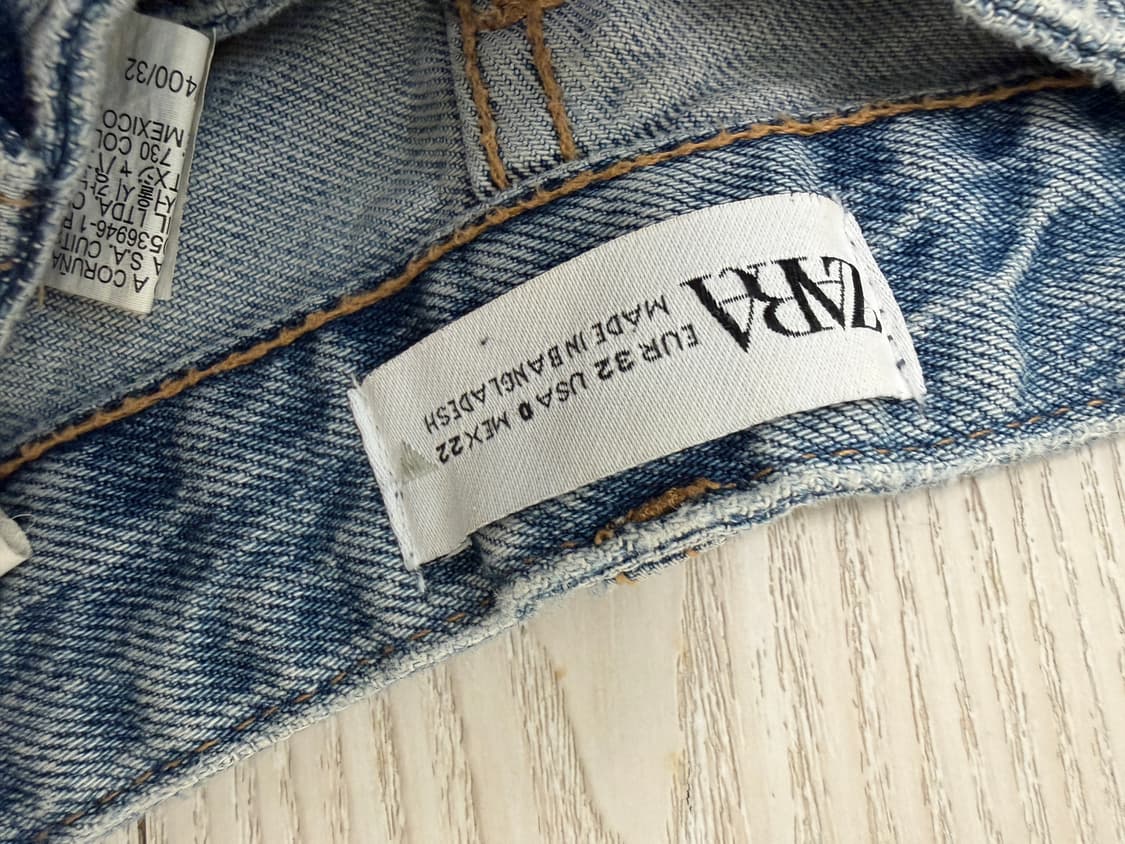 ZARA
EUR 32 USA 0 MEX 22
MADE IN BANGLADESH
A CORUÑA
A S.A. CUIT
536946-1
LTDA
730 COL
MEXICO
400/32